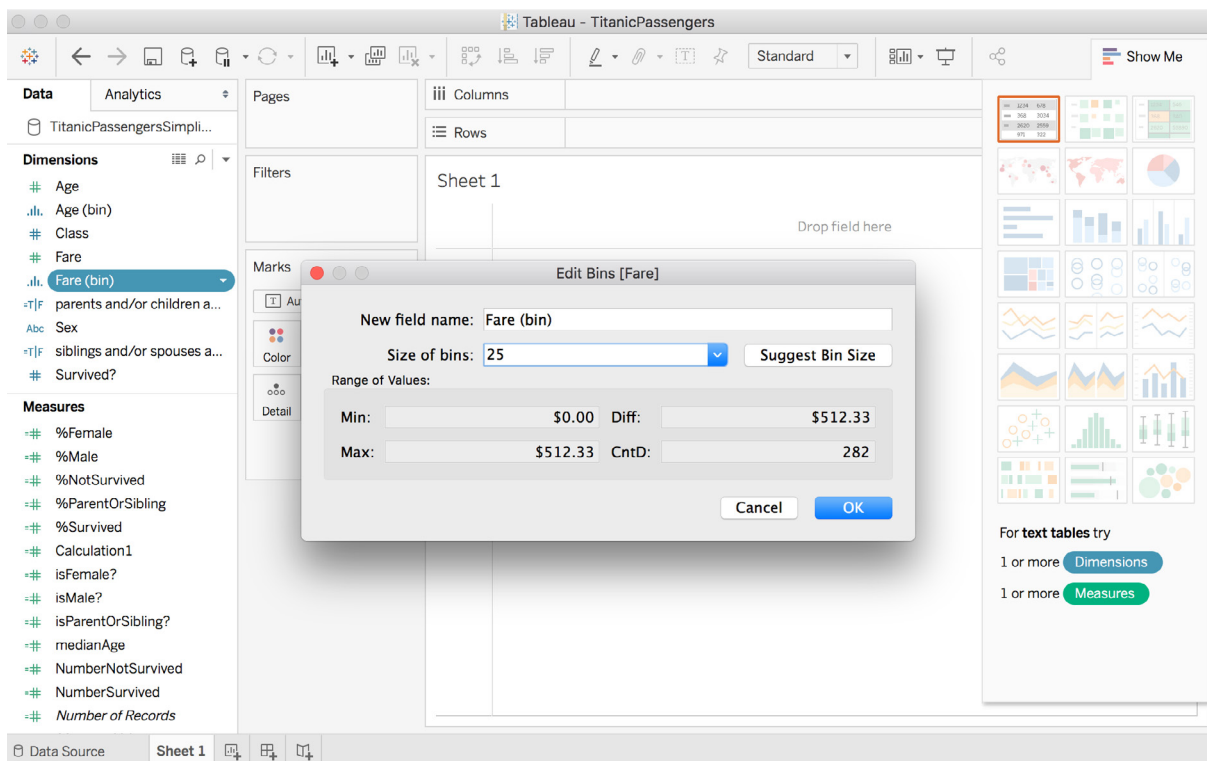 Tableau - TitanicPassengers
Standard
Show Me
Data
Analytics
TitanicPassengersSimpli...
Dimensions
Age
Age (bin)
Class
Fare
Fare (bin)
=T|F parents and/or children a...
Abc Sex
=T|F siblings and/or spouses a...
Survived?
Measures
%Female
%Male
%NotSurvived
%ParentOrSibling
%Survived
Calculation1
isFemale?
isMale?
isParentOrSibling?
medianAge
NumberNotSurvived
NumberSurvived
Number of Records
Pages
Filters
Marks
T Au
Color
Detail
Columns
Rows
Sheet 1
Drop field here
Edit Bins [Fare]
New field name: Fare (bin)
Size of bins: 25 Suggest Bin Size
Range of Values:
Min: $0.00 Diff: $512.33
Max: $512.33 CntD: 282
Cancel OK
For text tables try
1 or more Dimensions
1 or more Measures
Data Source
Sheet 1